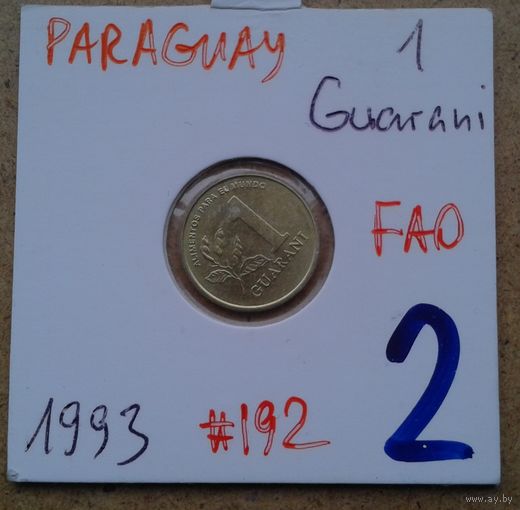 PARAGUAY 1
Guarani
ALIMENTOS PARA EL MUNDO
1
GUARANI
FAO
2
1993 #192
www.ay.by